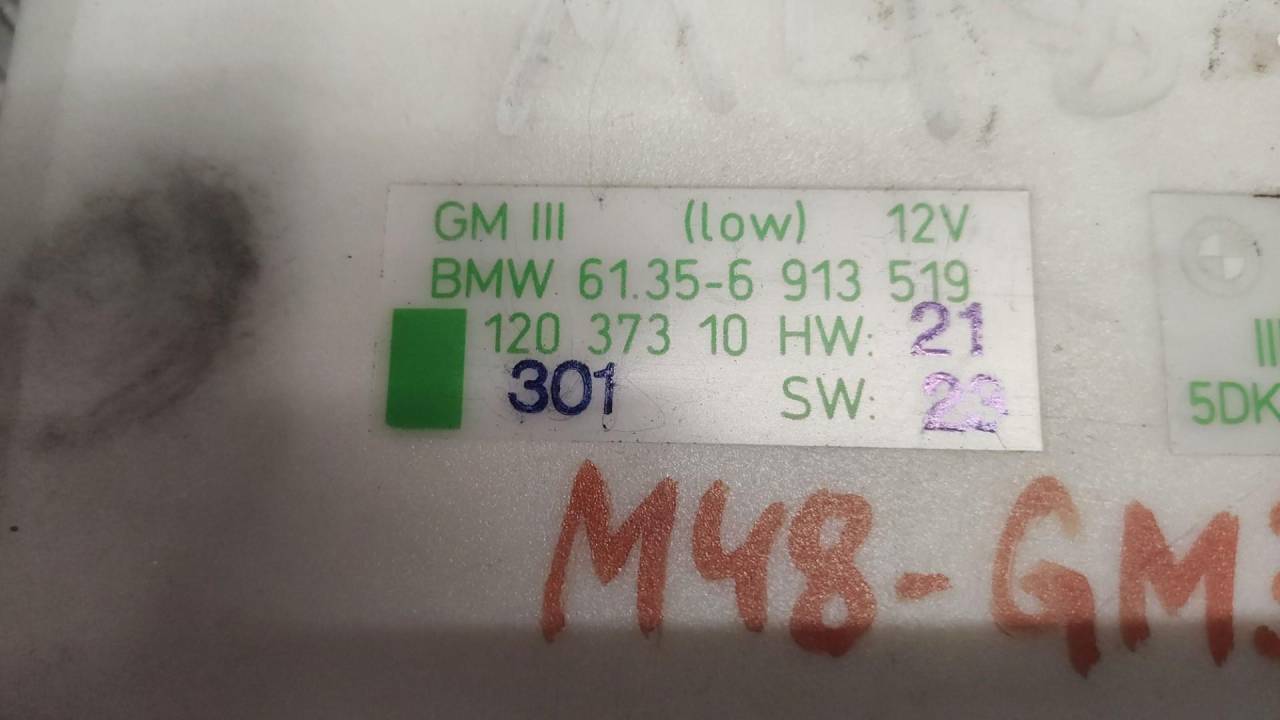 GM III (low) 12V
BMW 61.35-6 913 519
120 373 10 HW: 21
301 SW: 23
5DK
M48-GM